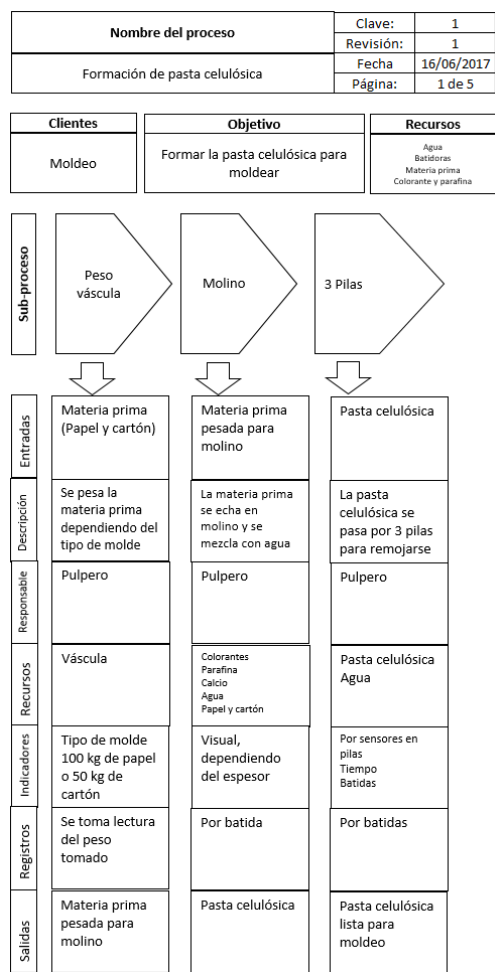 Nombre del proceso
Clave: 1
Revisión: 1
Formación de pasta celulósica
Fecha 16/06/2017
Página: 1 de 5
Clientes
Objetivo
Recursos
Moldeo
Formar la pasta celulósica para
moldear
Agua
Batidoras
Materia prima
Colorante y parafina
Sub-proceso
Peso
váscula
Molino
3 Pilas
Entradas
Materia prima
(Papel y cartón)
Materia prima
pesada para
molino
Pasta celulósica
Descripción
Se pesa la
materia prima
dependiendo del
tipo de molde
La materia prima
se echa en
molino y se
mezcla con agua
La pasta
celulósica se
pasa por 3 pilas
para remojarse
Responsable
Pulpero
Pulpero
Pulpero
Recursos
Váscula
Colorantes
Parafina
Calcio
Agua
Papel y cartón
Pasta celulósica
Agua
Indicadores
Tipo de molde
100 kg de papel
o 50 kg de
cartón
Visual,
dependiendo
del espesor
Por sensores en
pilas
Tiempo
Batidas
Registros
Se toma lectura
del peso
tomado
Por batida
Por batidas
Salidas
Materia prima
pesada para
molino
Pasta celulósica
Pasta celulósica
lista para
moldeo